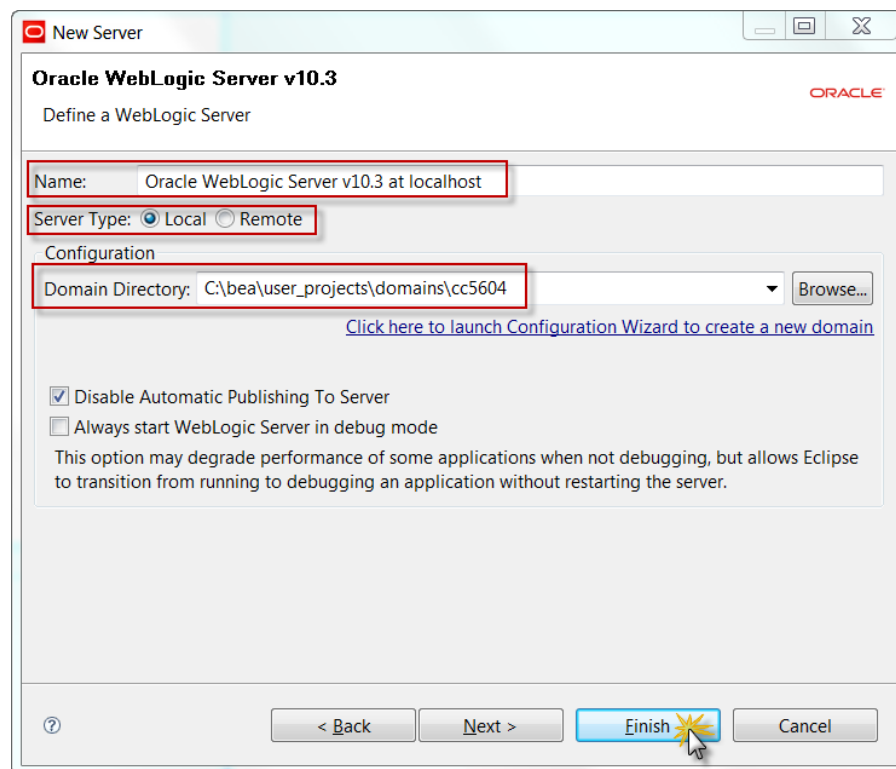 New Server
Oracle WebLogic Server v10.3
ORACLE
Define a WebLogic Server
Name: Oracle WebLogic Server v10.3 at localhost
Server Type: Local Remote
Configuration
Domain Directory: C:\bea\user_projects\domains\cc5604 Browse...
Click here to launch Configuration Wizard to create a new domain
Disable Automatic Publishing To Server
Always start WebLogic Server in debug mode
This option may degrade performance of some applications when not debugging, but allows Eclipse
to transition from running to debugging an application without restarting the server.
? < Back Next > Finish Cancel